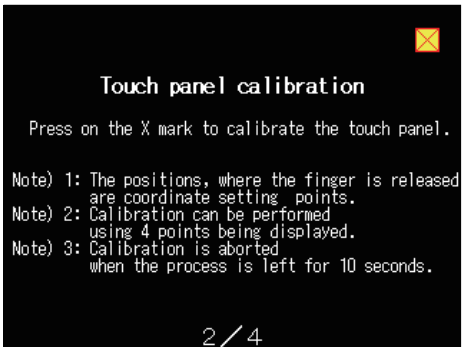 Touch panel calibration
Press on the X mark to calibrate the touch panel.
Note) 1: The positions, where the finger is released
are coordinate setting points.
Note) 2: Calibration can be performed
using 4 points being displayed.
Note) 3: Calibration is aborted
when the process is left for 10 seconds.
2/4